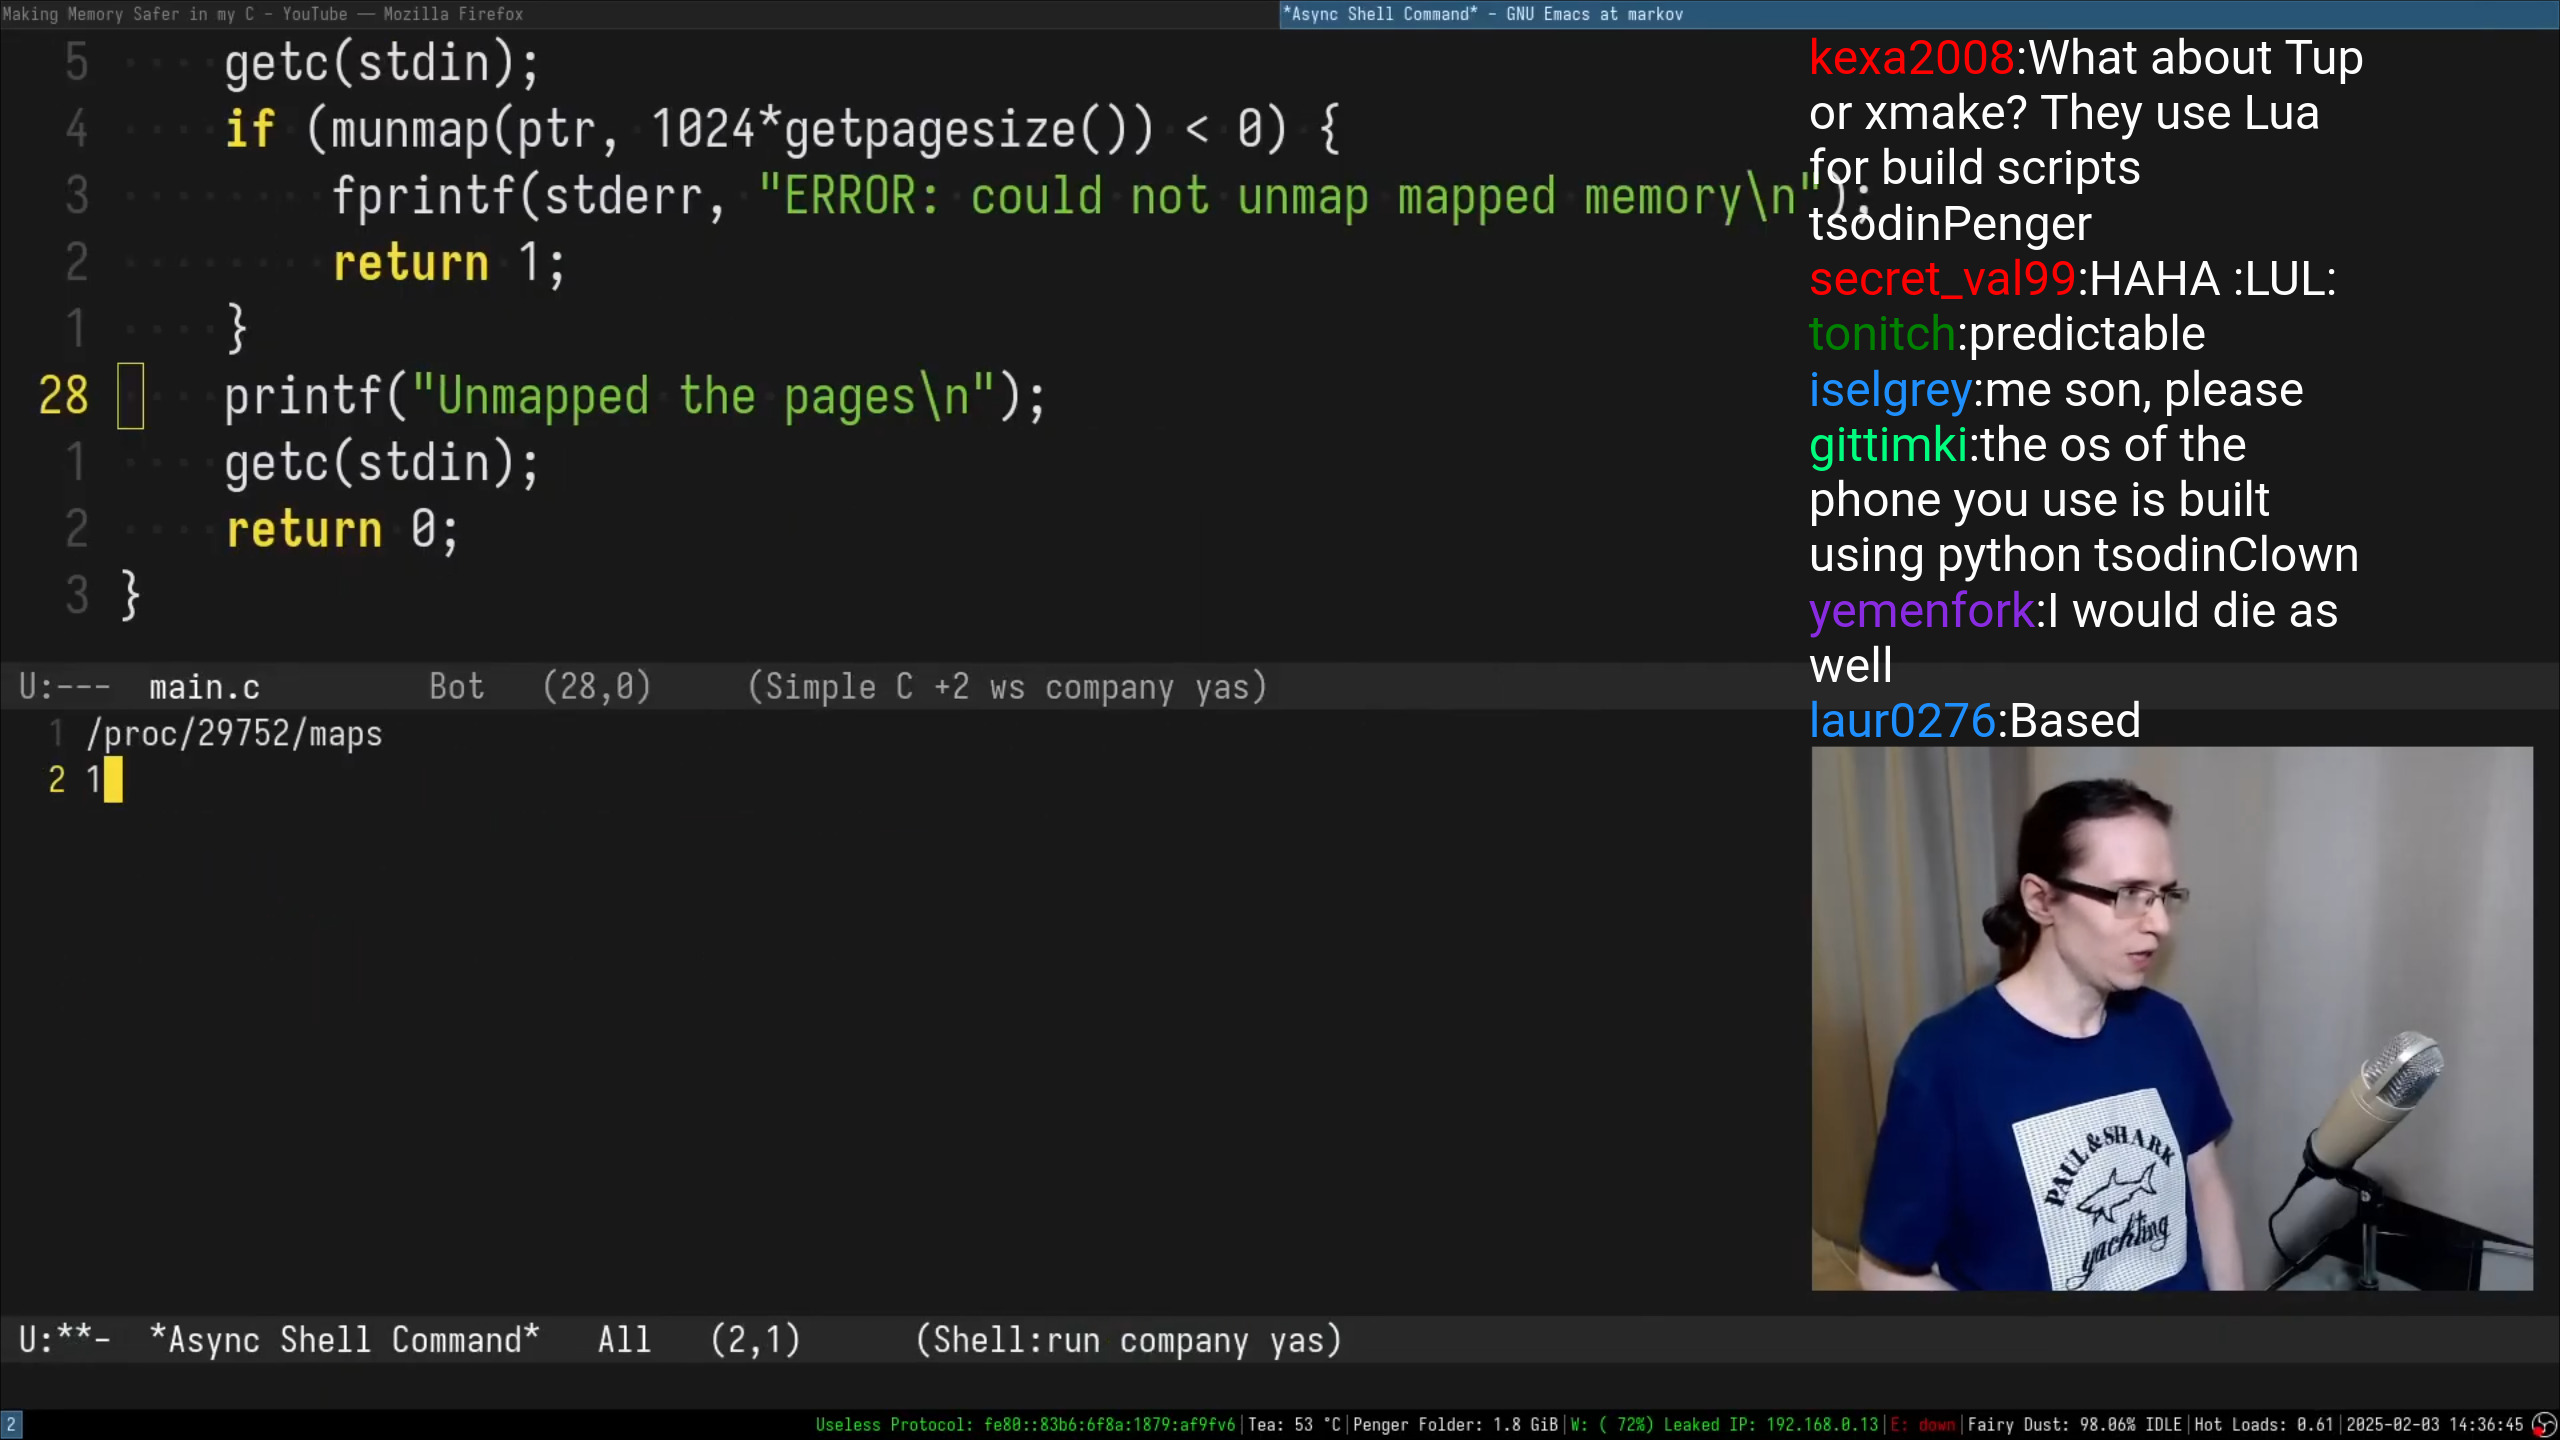 Making Memory Safer in my C - YouTube — Mozilla Firefox
*Async Shell Command* - GNU Emacs at markov
5 getc(stdin);
4 if (munmap(ptr, 1024*getpagesize()) < 0) {
3 fprintf(stderr, "ERROR: could not unmap mapped memory\n");
2 return 1;
1 }
28 printf("Unmapped the pages\n");
1 getc(stdin);
2 return 0;
3 }
U:--- main.c Bot (28,0) (Simple C +2 ws company yas)
1 /proc/29752/maps
2 1
U:**- *Async Shell Command* All (2,1) (Shell:run company yas)
kexa2008:What about Tup
or xmake? They use Lua
for build scripts
tsodinPenger
secret_val99:HAHA :LUL:
tonitch:predictable
iselgrey:me son, please
gittimki:the os of the
phone you use is built
using python tsodinClown
yemenfork:I would die as
well
laur0276:Based
PAUL & SHARK
yachting
2
Useless Protocol: fe80::83b6:6f8a:1879:af9fv6|Tea: 53 °C|Penger Folder: 1.8 GiB|W: ( 72%) Leaked IP: 192.168.0.13|E: down|Fairy Dust: 98.06% IDLE|Hot Loads: 0.61|2025-02-03 14:36:45